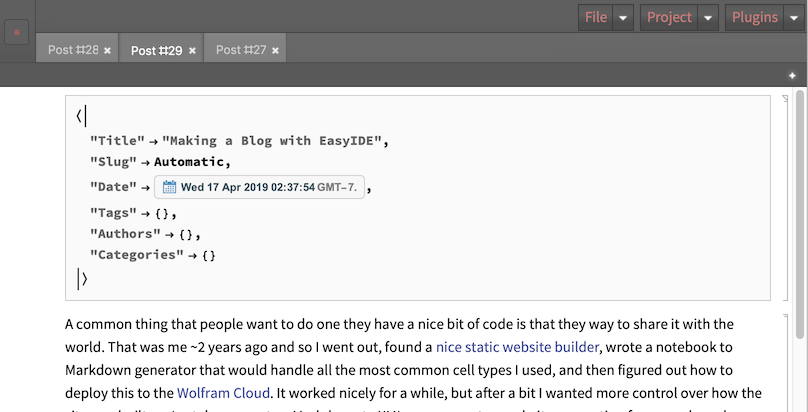 File Project Plugins
Post #28 × Post #29 × Post #27 ×
<|
"Title" → "Making a Blog with EasyIDE",
"Slug" → Automatic,
"Date" → Wed 17 Apr 2019 02:37:54 GMT-7. ,
"Tags" → {},
"Authors" → {},
"Categories" → {}
|>
A common thing that people want to do one they have a nice bit of code is that they way to share it with the
world. That was me ~2 years ago and so I went out, found a nice static website builder, wrote a notebook to
Markdown generator that would handle all the most common cell types I used, and then figured out how to
deploy this to the Wolfram Cloud. It worked nicely for a while, but after a bit I wanted more control over how the